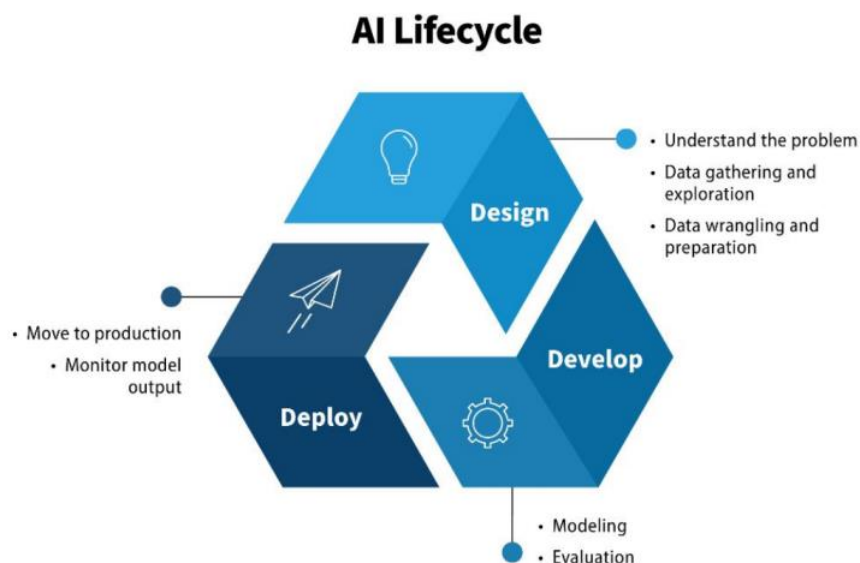 AI Lifecycle
Design
• Understand the problem
• Data gathering and
exploration
• Data wrangling and
preparation
Develop
• Modeling
• Evaluation
Deploy
• Move to production
• Monitor model
output